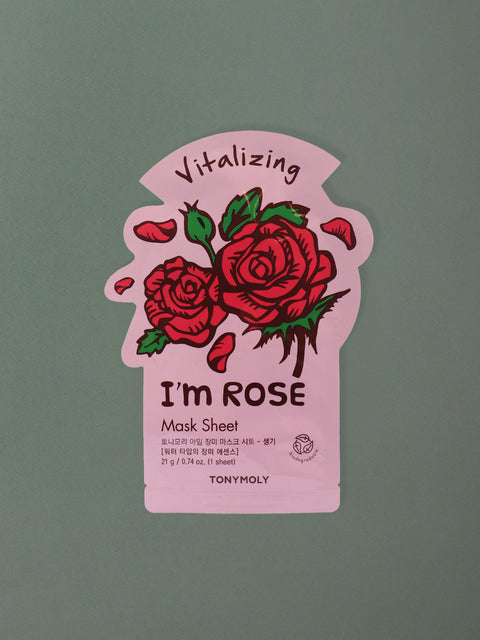 Vitalizing
I'm ROSE
Mask Sheet
토니모리 아임 장미 마스크 시트 - 생기
[워터 타입의 장미 에센스]
21 g / 0.74 oz. (1 sheet)
biodegradable
TONYMOLY